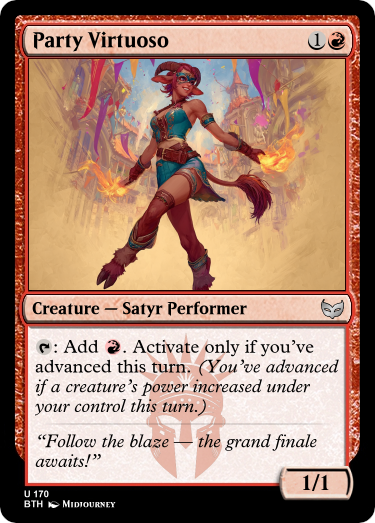 Party Virtuoso 1
Creature — Satyr Performer
: Add . Activate only if you’ve
advanced this turn. (You’ve advanced
if a creature’s power increased under
your control this turn.)
“Follow the blaze — the grand finale
awaits!”
1/1
U 170
BTH Midjourney